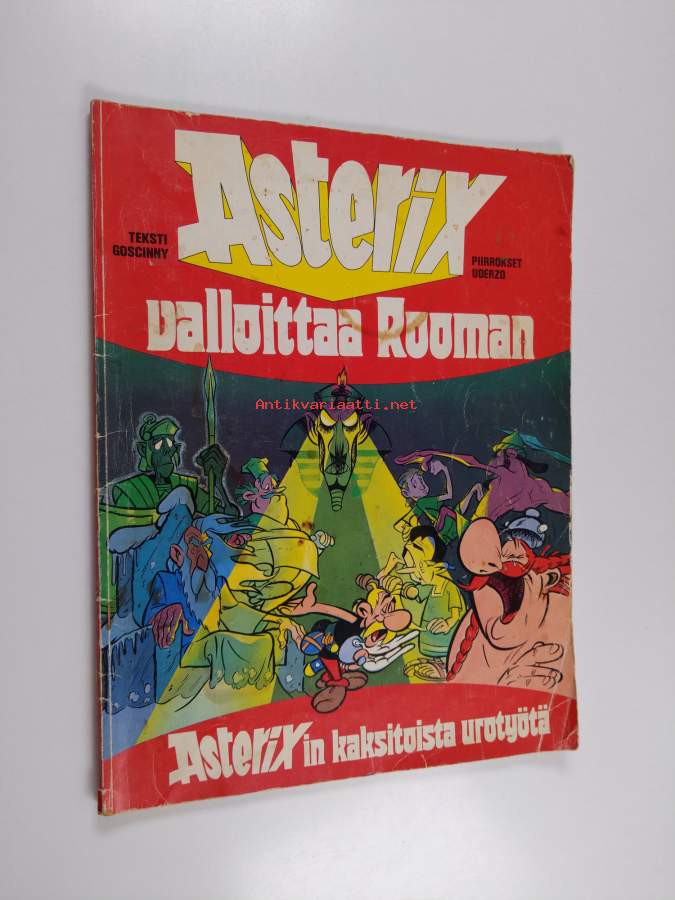 Asterix
TEKSTI
GOSCINNY
PIIRROKSET
UDERZO
valloittaa Rooman
Antikvariaatti.net
Asterixin kaksitoista urotyötä